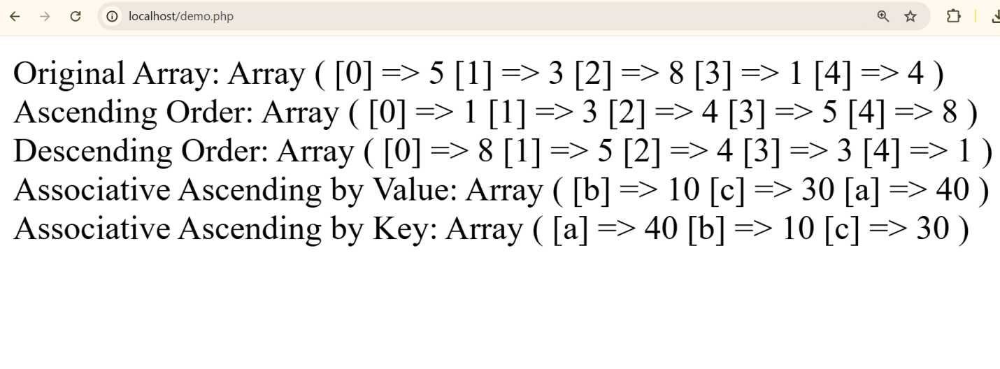 localhost/demo.php
Original Array: Array ( [0] => 5 [1] => 3 [2] => 8 [3] => 1 [4] => 4 )
Ascending Order: Array ( [0] => 1 [1] => 3 [2] => 4 [3] => 5 [4] => 8 )
Descending Order: Array ( [0] => 8 [1] => 5 [2] => 4 [3] => 3 [4] => 1 )
Associative Ascending by Value: Array ( [b] => 10 [c] => 30 [a] => 40 )
Associative Ascending by Key: Array ( [a] => 40 [b] => 10 [c] => 30 )